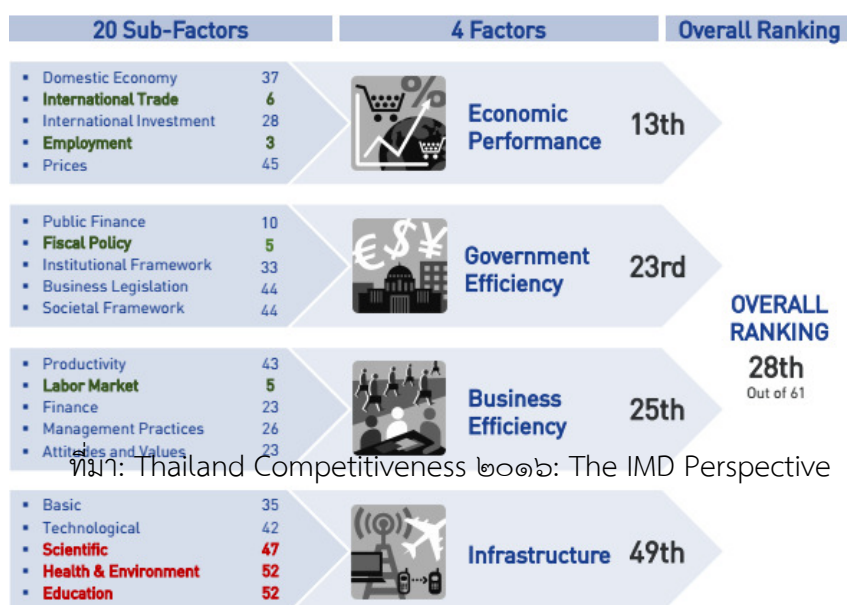 20 Sub-Factors 4 Factors Overall Ranking
▪ Domestic Economy 37
▪ International Trade 6
▪ International Investment 28
▪ Employment 3
▪ Prices 45
%
Economic
Performance
13th
▪ Public Finance 10
▪ Fiscal Policy 5
▪ Institutional Framework 33
▪ Business Legislation 44
▪ Societal Framework 44
€$¥
Government
Efficiency
23rd
OVERALL
RANKING
28th
Out of 61
▪ Productivity 43
▪ Labor Market 5
▪ Finance 23
▪ Management Practices 26
▪ Attitudes and Values 23
Business
Efficiency
25th
ที่มา: Thailand Competitiveness ๒๐๑๖: The IMD Perspective
▪ Basic 35
▪ Technological 42
▪ Scientific 47
▪ Health & Environment 52
▪ Education 52
Infrastructure 49th